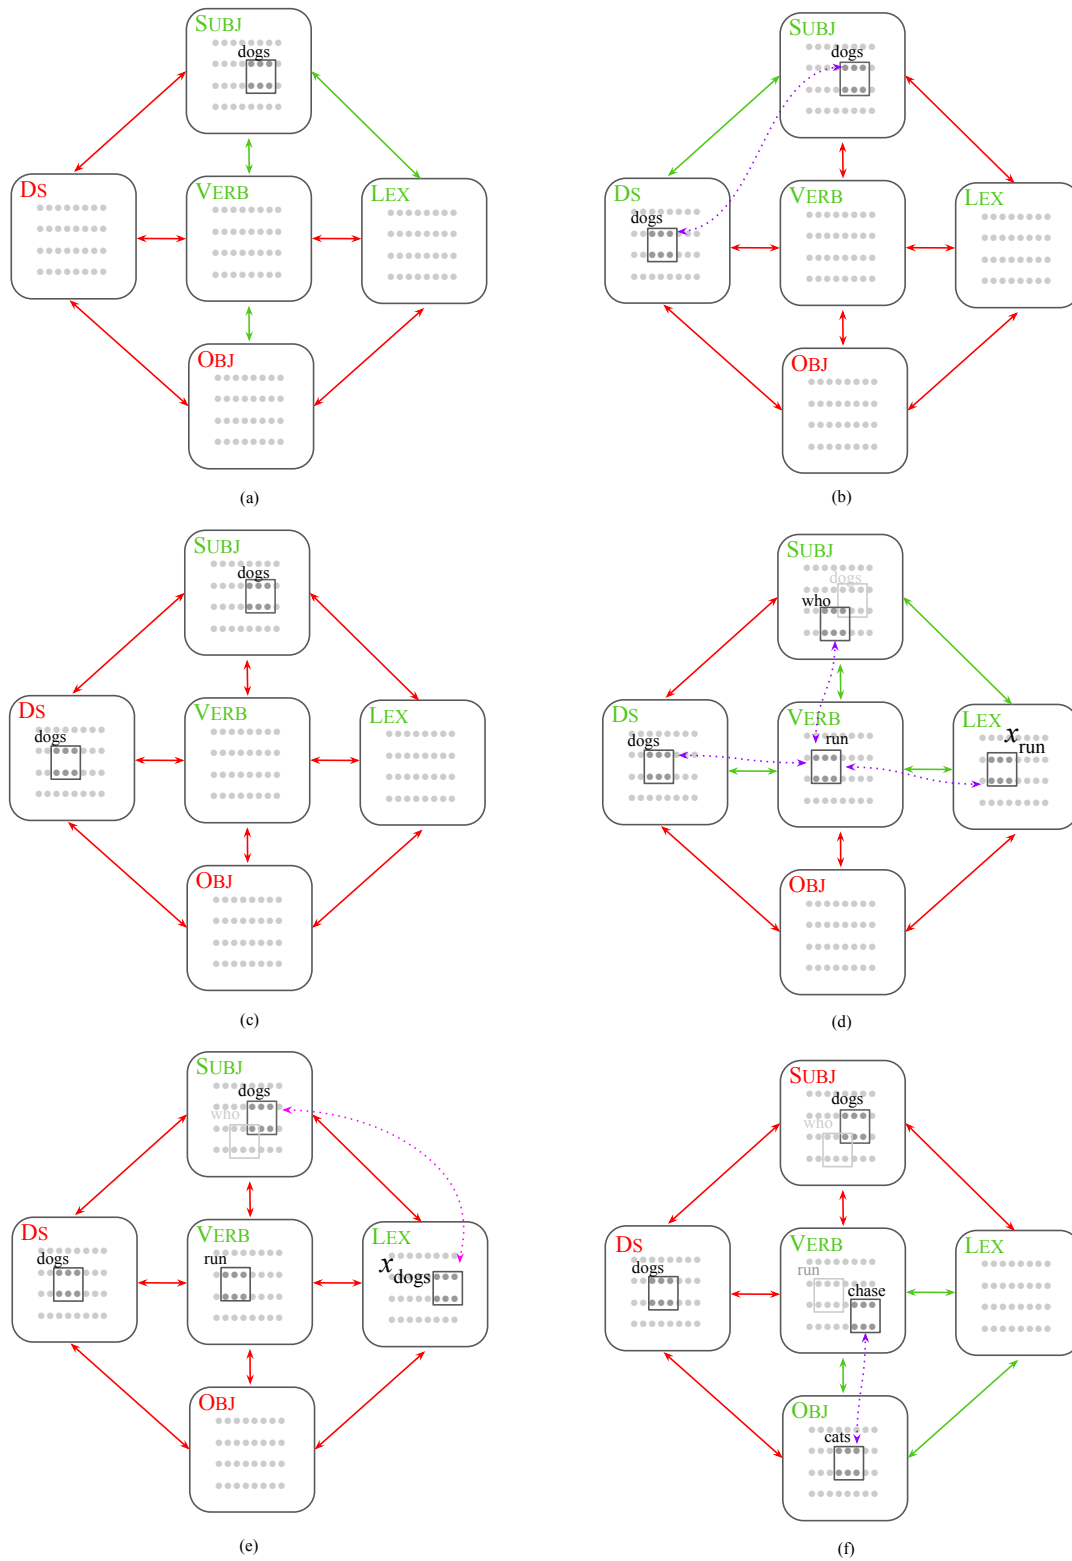 SUBJ
dogs
DS
VERB
LEX
OBJ
(a)
SUBJ
dogs
DS
dogs
VERB
LEX
OBJ
(b)
SUBJ
dogs
DS
dogs
VERB
LEX
OBJ
(c)
SUBJ
dogs
who
DS
dogs
VERB
run
LEX
x run
OBJ
(d)
SUBJ
dogs
who
DS
dogs
VERB
run
LEX
x dogs
OBJ
(e)
SUBJ
dogs
who
DS
dogs
VERB
run
chase
LEX
OBJ
cats
(f)